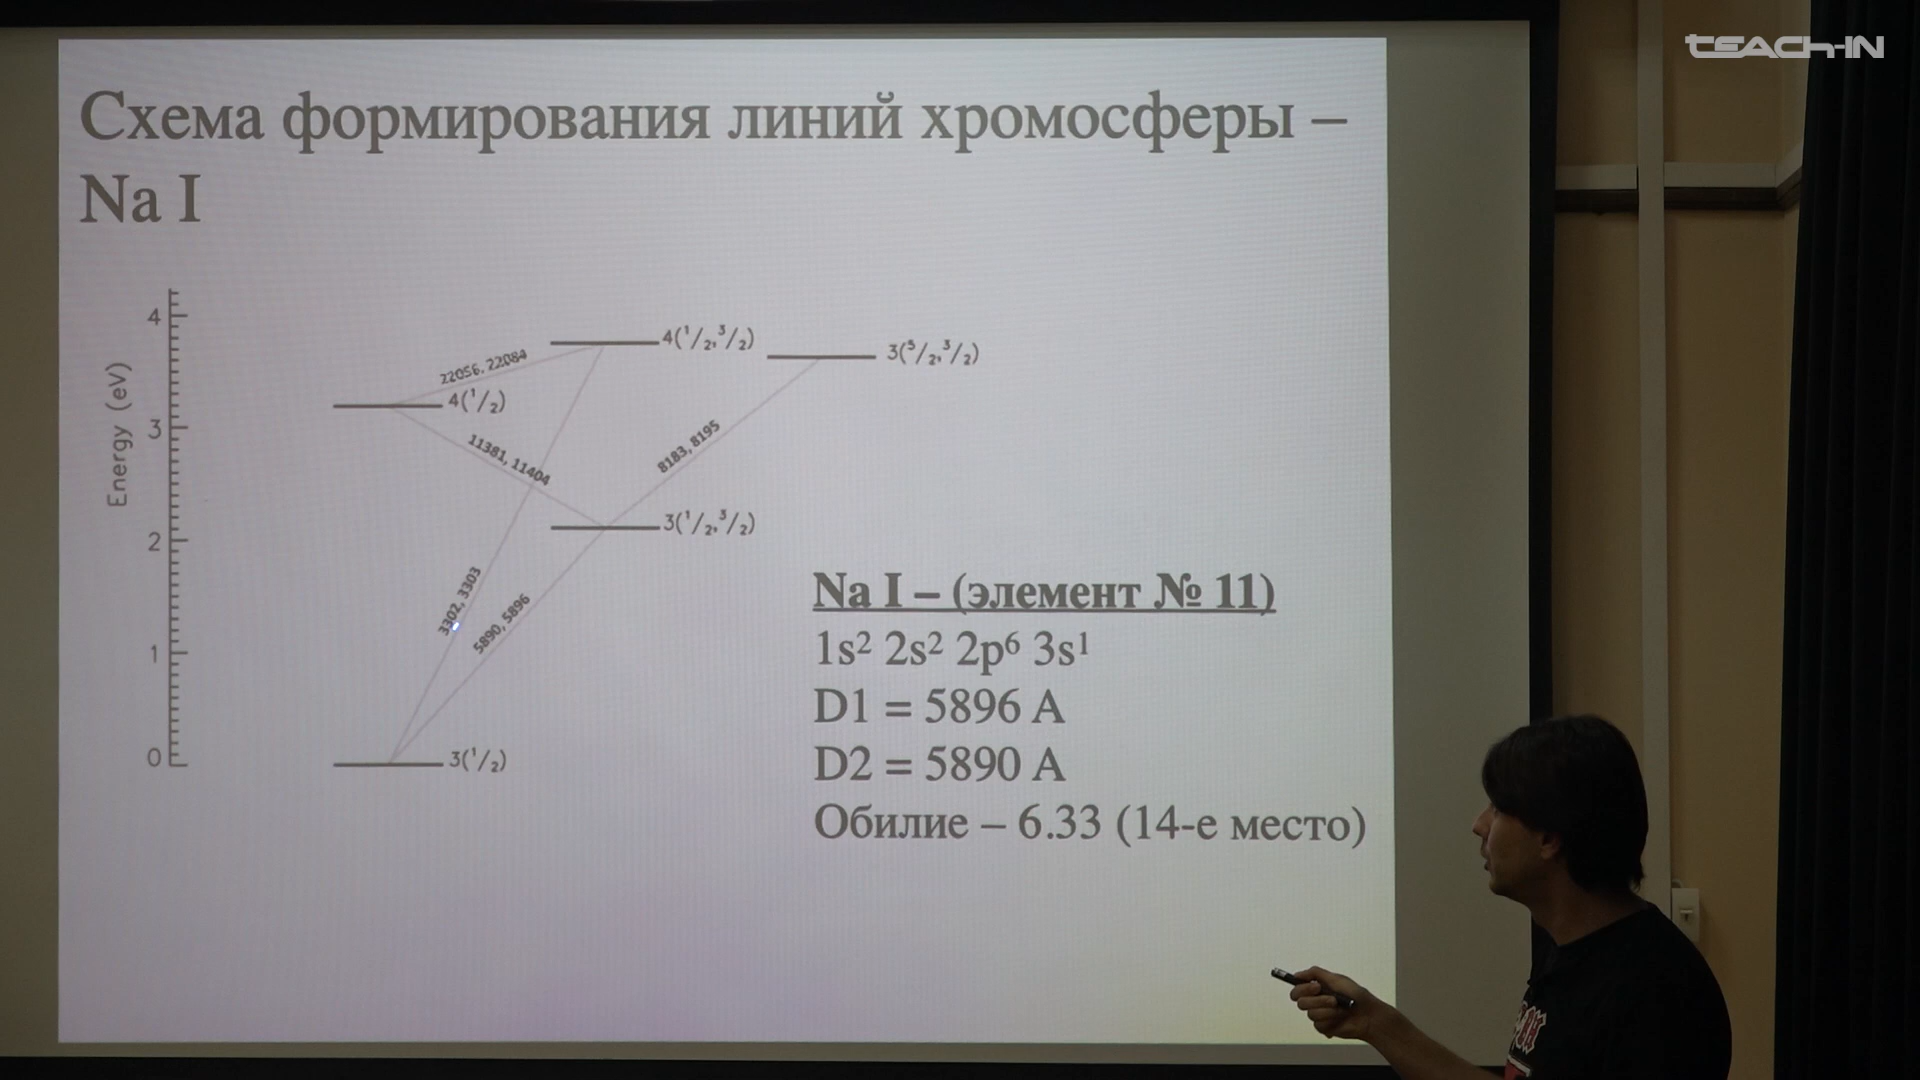 TEACH-IN
Схема формирования линий хромосферы –
Na I
Energy (eV)
4
3
2
1
0
4(¹/₂,³/₂)
3(⁵/₂,³/₂)
22056, 22084
4(¹/₂)
11381, 11404
8183, 8195
3(¹/₂,³/₂)
3302, 3303
5890, 5896
3(¹/₂)
Na I – (элемент № 11)
1s² 2s² 2p⁶ 3s¹
D1 = 5896 A
D2 = 5890 A
Обилие – 6.33 (14-е место)